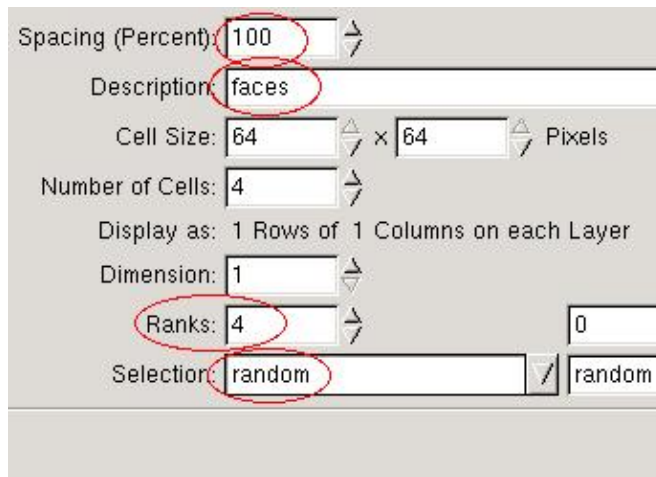 Spacing (Percent): 100
Description: faces
Cell Size: 64 x 64 Pixels
Number of Cells: 4
Display as: 1 Rows of 1 Columns on each Layer
Dimension: 1
Ranks: 4 0
Selection: random random